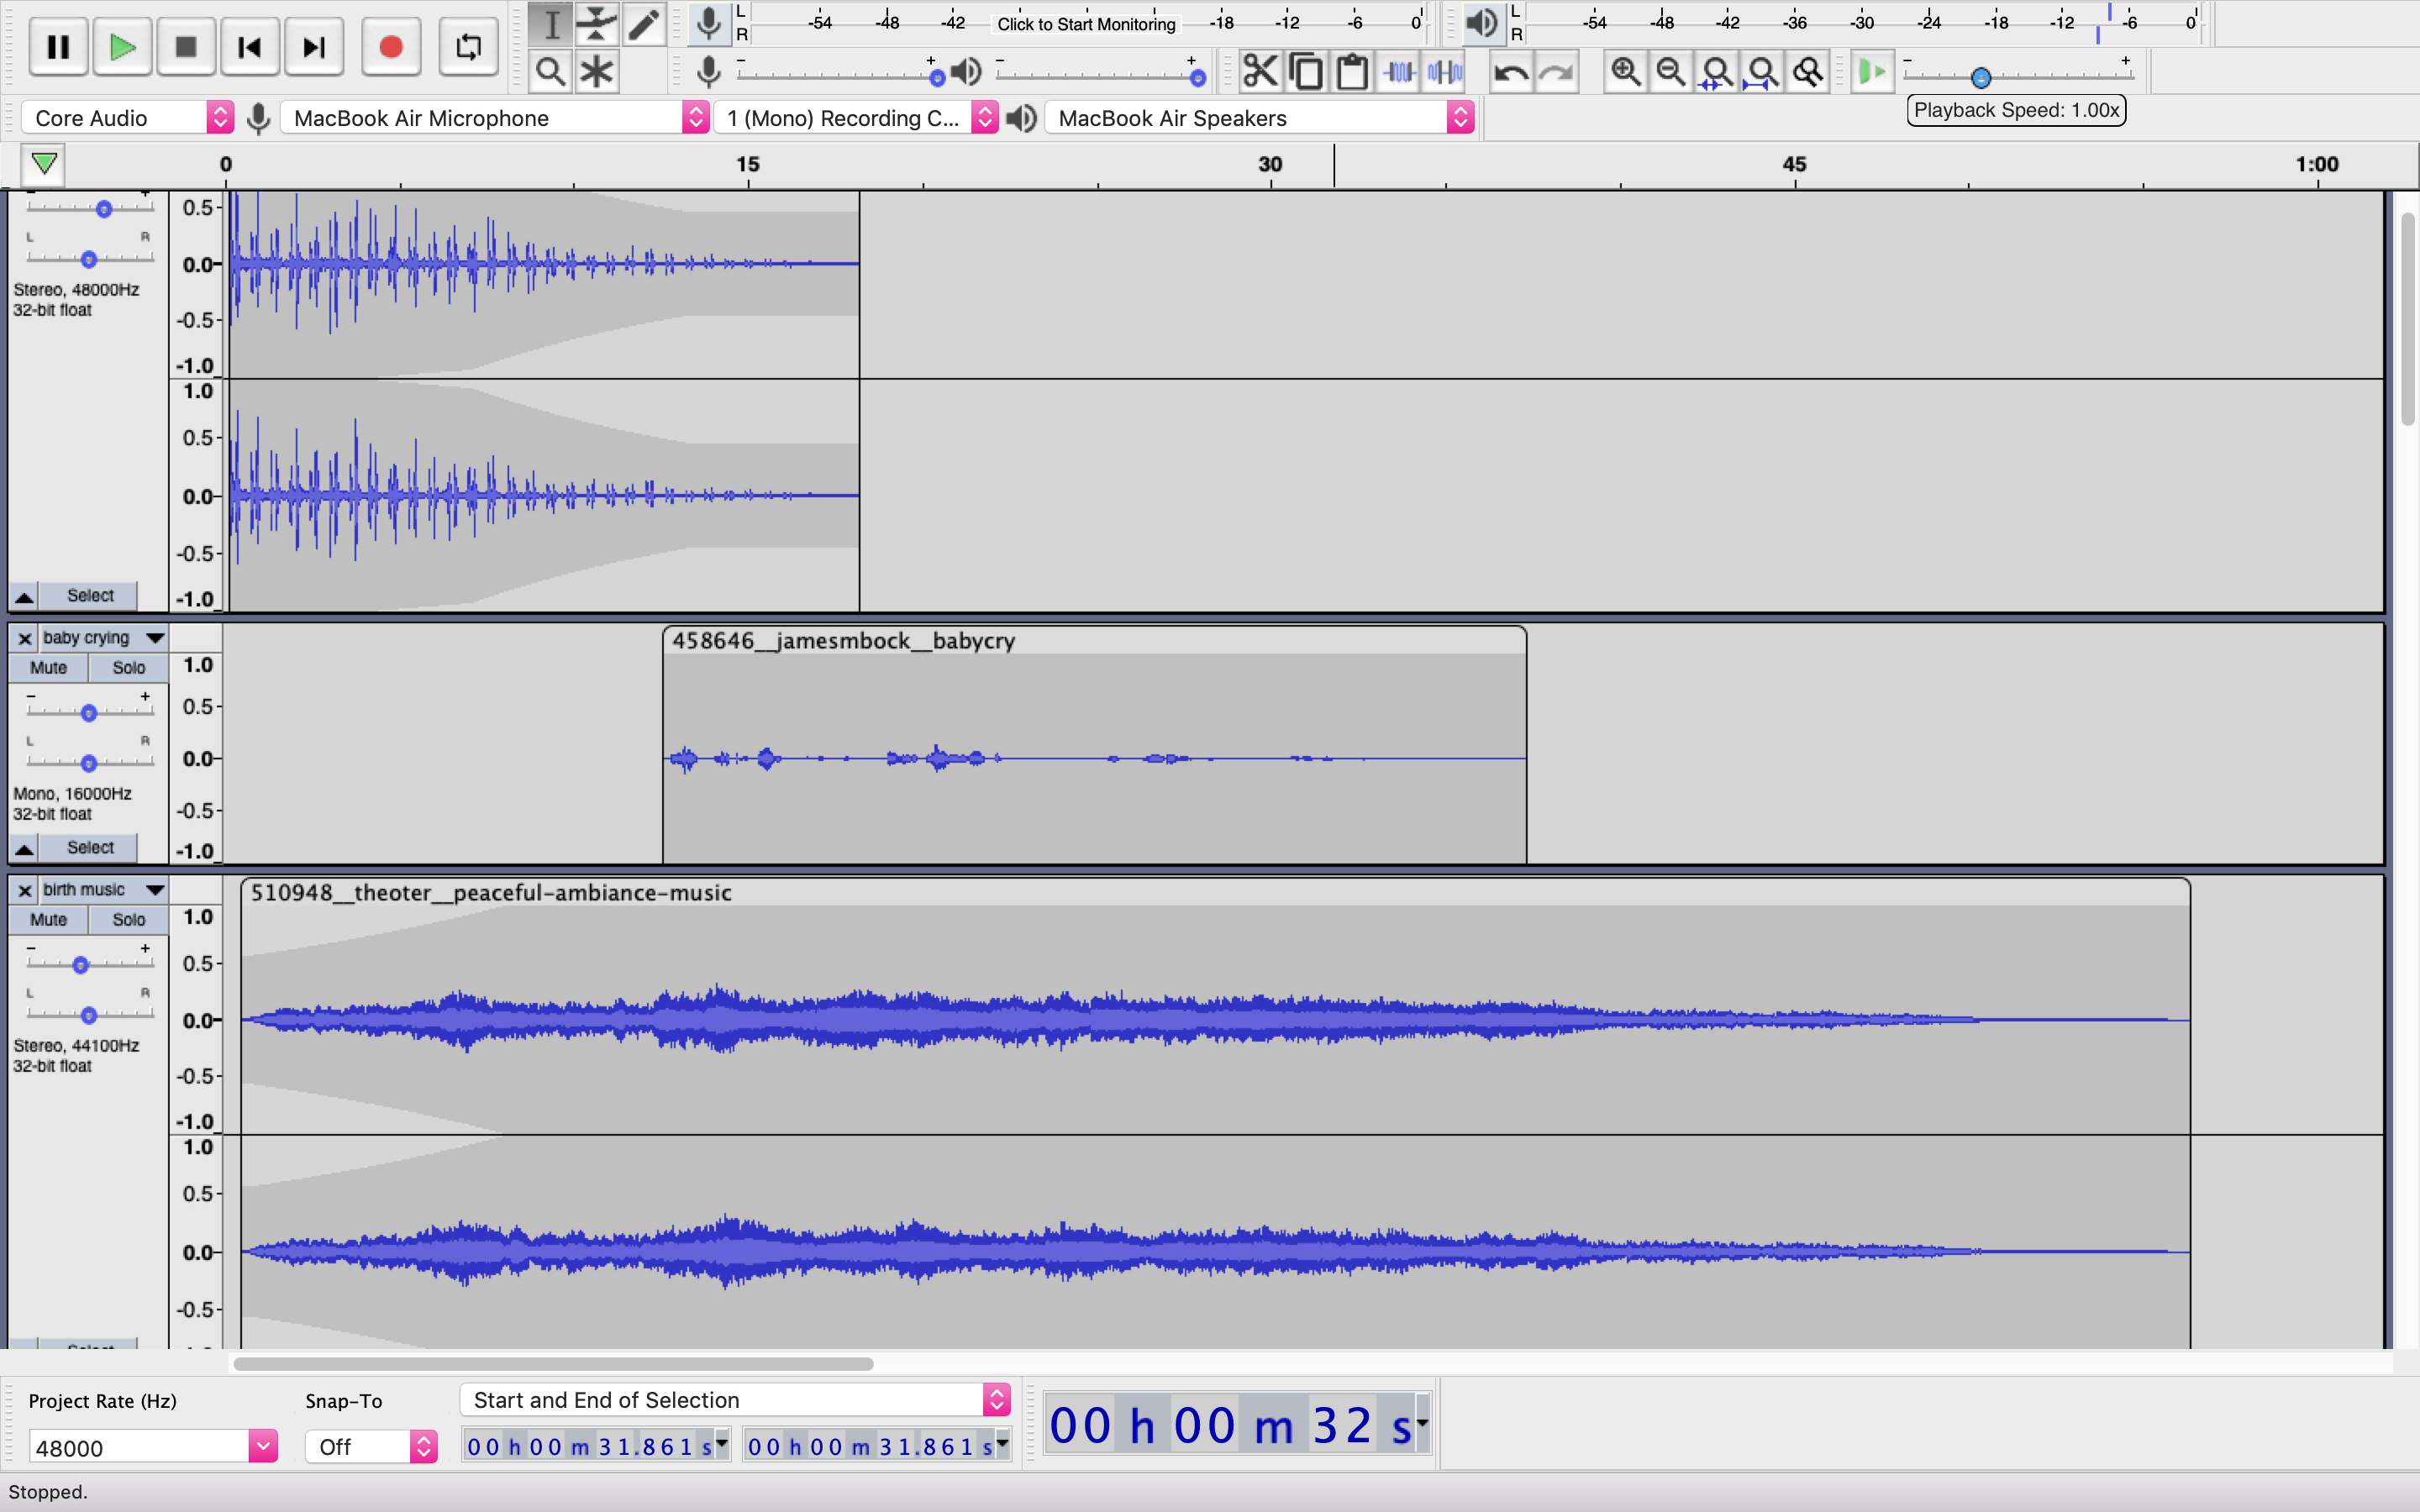 L
R
-54 -48 -42 Click to Start Monitoring -18 -12 -6 0
L
R
-54 -48 -42 -36 -30 -24 -18 -12 -6 0
- + - + - +
Core Audio MacBook Air Microphone 1 (Mono) Recording C... MacBook Air Speakers
Playback Speed: 1.00x
0 15 30 45 1:00
- +
L R
Stereo, 48000Hz
32-bit float
0.5
0.0
-0.5
-1.0
1.0
0.5
0.0
-0.5
-1.0
Select
baby crying
458646__jamesmbock__babycry
Mute Solo
- +
L R
Mono, 16000Hz
32-bit float
Select
1.0
0.5
0.0
-0.5
-1.0
birth music
510948__theoter__peaceful-ambiance-music
Mute Solo
- +
L R
Stereo, 44100Hz
32-bit float
1.0
0.5
0.0
-0.5
-1.0
1.0
0.5
0.0
-0.5
Project Rate (Hz) Snap-To Start and End of Selection
48000 Off 00 h 00 m 31.861 s 00 h 00 m 31.861 s
00 h 00 m 32 s
Stopped.